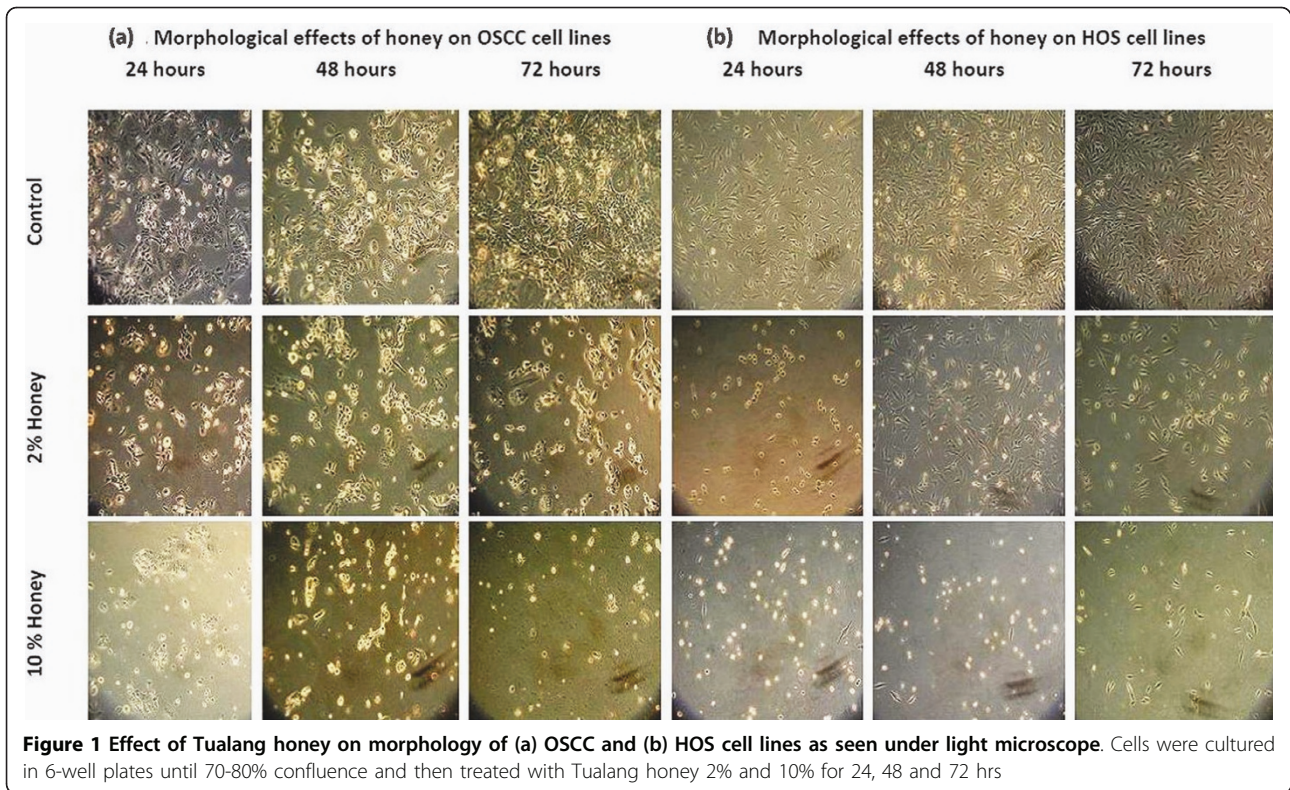 (a) . Morphological effects of honey on OSCC cell lines
(b) Morphological effects of honey on HOS cell lines
24 hours 48 hours 72 hours 24 hours 48 hours 72 hours
Control
2% Honey
10 % Honey
Figure 1 Effect of Tualang honey on morphology of (a) OSCC and (b) HOS cell lines as seen under light microscope. Cells were cultured
in 6-well plates until 70-80% confluence and then treated with Tualang honey 2% and 10% for 24, 48 and 72 hrs